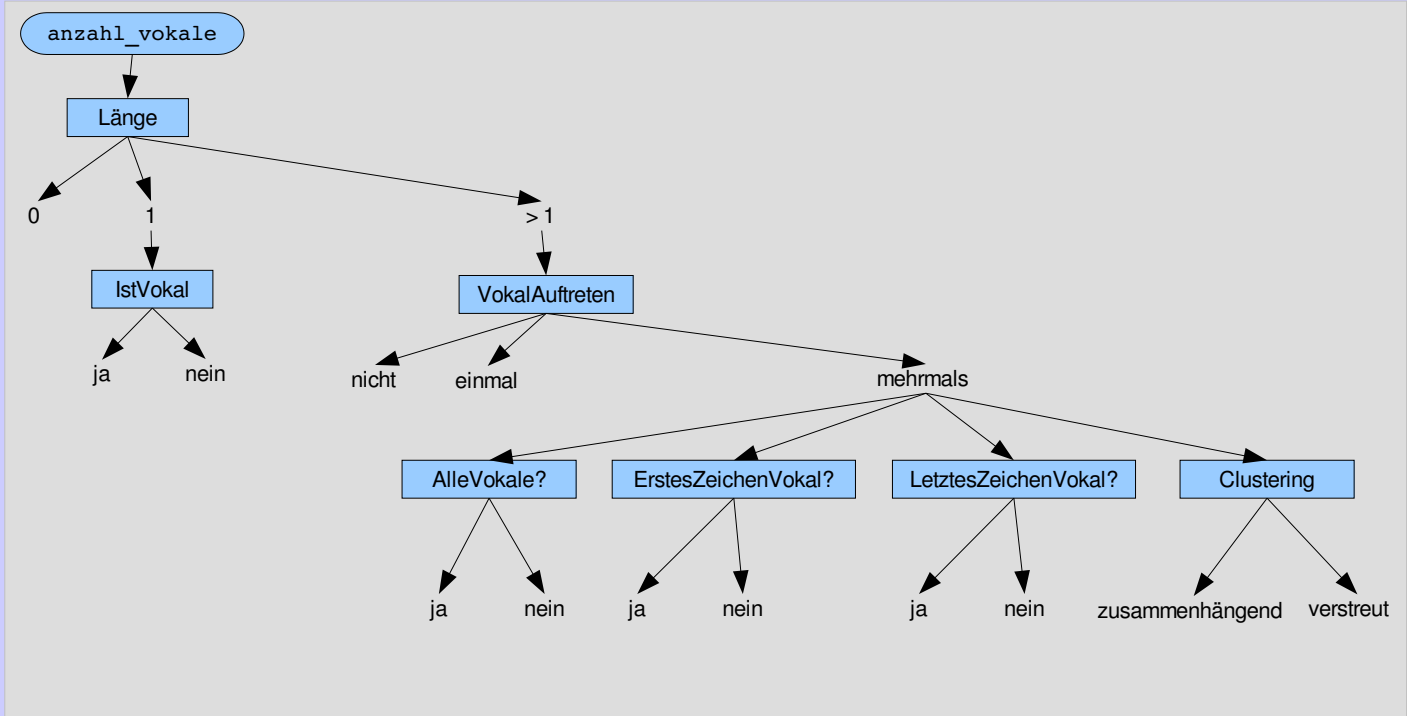 anzahl_vokale
Länge
0
1
> 1
IstVokal
VokalAuftreten
ja
nein
nicht
einmal
mehrmals
AlleVokale?
ErstesZeichenVokal?
LetztesZeichenVokal?
Clustering
ja
nein
ja
nein
ja
nein
zusammenhängend
verstreut